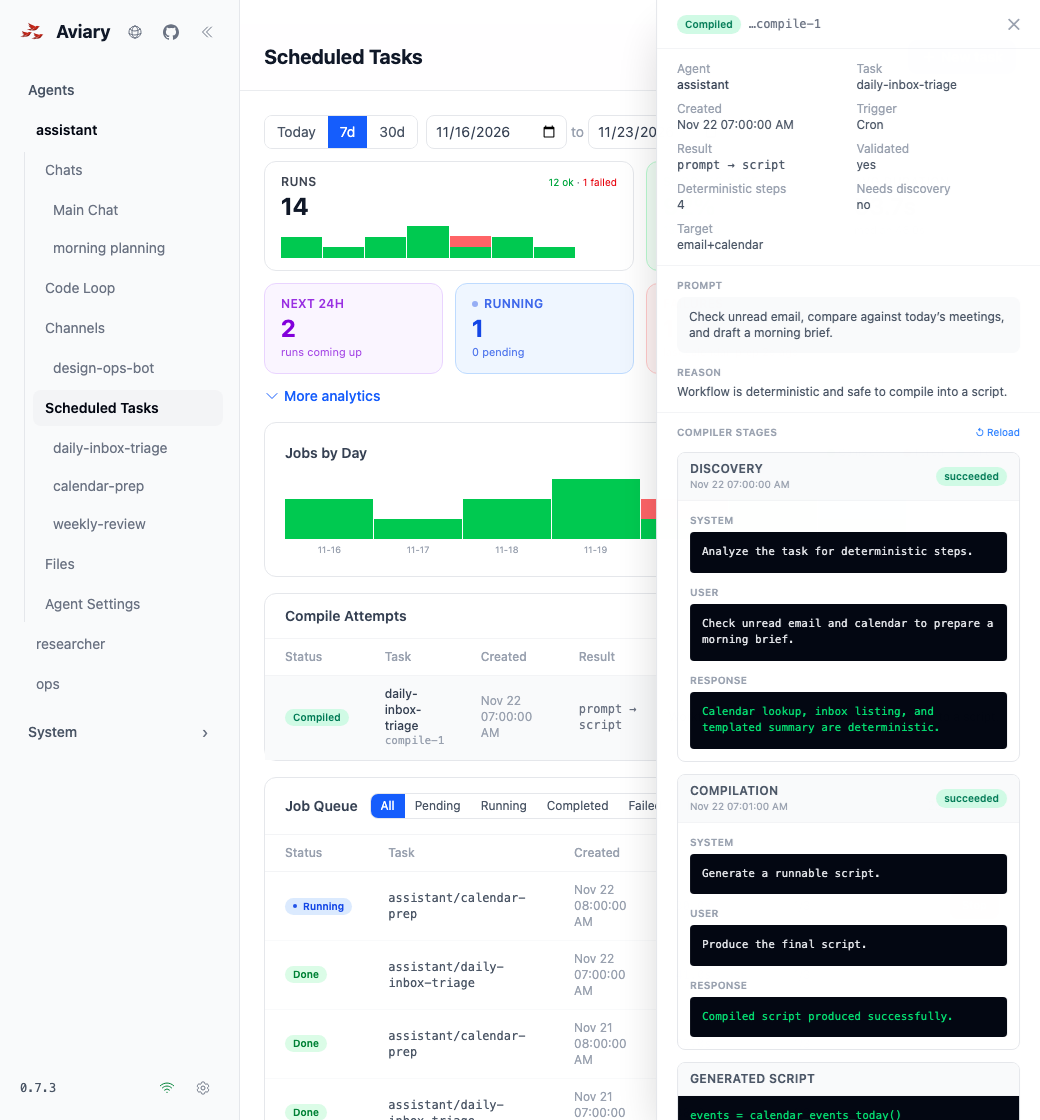 Aviary
Agents
assistant
Chats
Main Chat
morning planning
Code Loop
Channels
design-ops-bot
Scheduled Tasks
daily-inbox-triage
calendar-prep
weekly-review
Files
Agent Settings
researcher
ops
System
0.7.3
Scheduled Tasks
Today 7d 30d 11/16/2026 to 11/23/20
RUNS 12 ok · 1 failed
14
NEXT 24H
2
runs coming up
RUNNING
1
0 pending
More analytics
Jobs by Day
11-16 11-17 11-18 11-19
Compile Attempts
Status Task Created Result
Compiled
daily-
inbox-
triage
compile-1
Nov 22
07:00:00
AM
prompt →
script
Job Queue All Pending Running Completed Failed
Status Task Created
Running
assistant/calendar-
prep
Nov 22
08:00:00
AM
Done
assistant/daily-
inbox-triage
Nov 22
07:00:00
AM
Done
assistant/calendar-
prep
Nov 21
08:00:00
AM
Done
assistant/daily-
inbox-triage
Nov 21
07:00:00
Compiled …compile-1
Agent
assistant
Task
daily-inbox-triage
Created
Nov 22 07:00:00 AM
Trigger
Cron
Result
prompt → script
Validated
yes
Deterministic steps
4
Needs discovery
no
Target
email+calendar
PROMPT
Check unread email, compare against today's meetings,
and draft a morning brief.
REASON
Workflow is deterministic and safe to compile into a script.
COMPILER STAGES Reload
DISCOVERY
Nov 22 07:00:00 AM
succeeded
SYSTEM
Analyze the task for deterministic steps.
USER
Check unread email and calendar to prepare a
morning brief.
RESPONSE
Calendar lookup, inbox listing, and
templated summary are deterministic.
COMPILATION
Nov 22 07:01:00 AM
succeeded
SYSTEM
Generate a runnable script.
USER
Produce the final script.
RESPONSE
Compiled script produced successfully.
GENERATED SCRIPT
events = calendar_events_today()